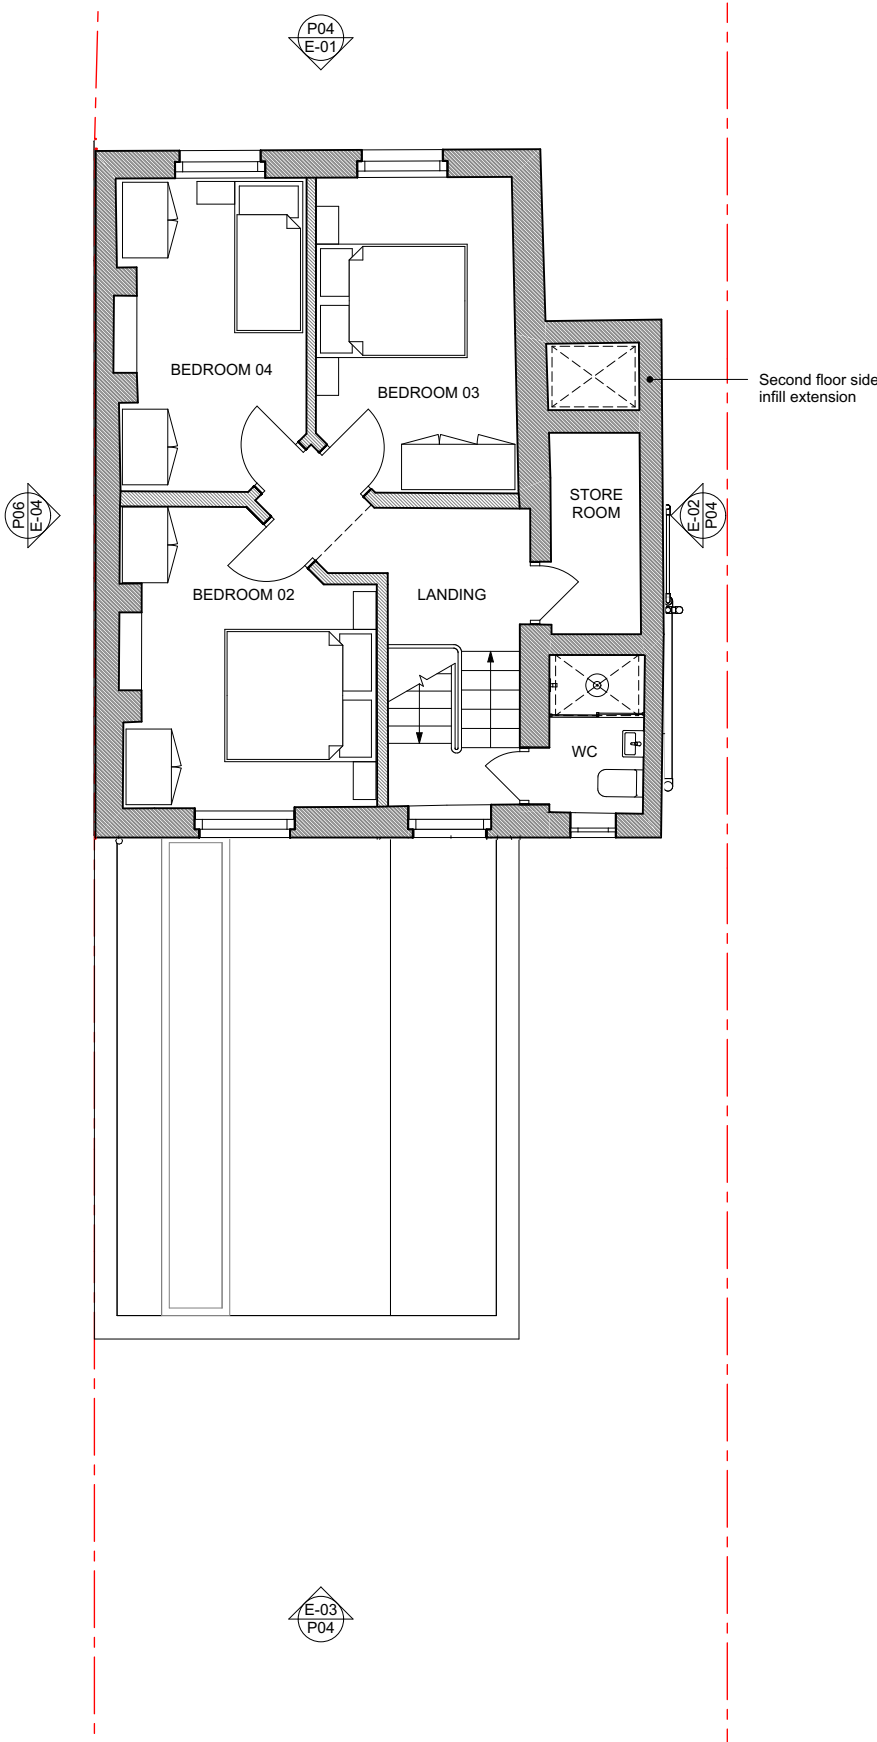 P04
E-01
BEDROOM 04
BEDROOM 03
Second floor side
infill extension
STORE
ROOM
P06
E-04
E-02
P04
BEDROOM 02
LANDING
WC
E-03
P04